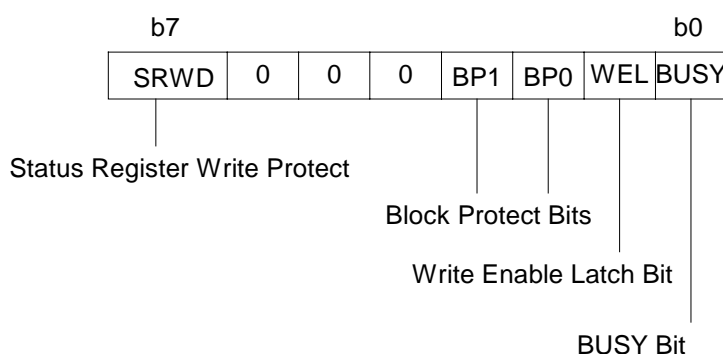 b7 b0
SRWD 0 0 0 BP1 BP0 WEL BUSY
Status Register Write Protect
Block Protect Bits
Write Enable Latch Bit
BUSY Bit